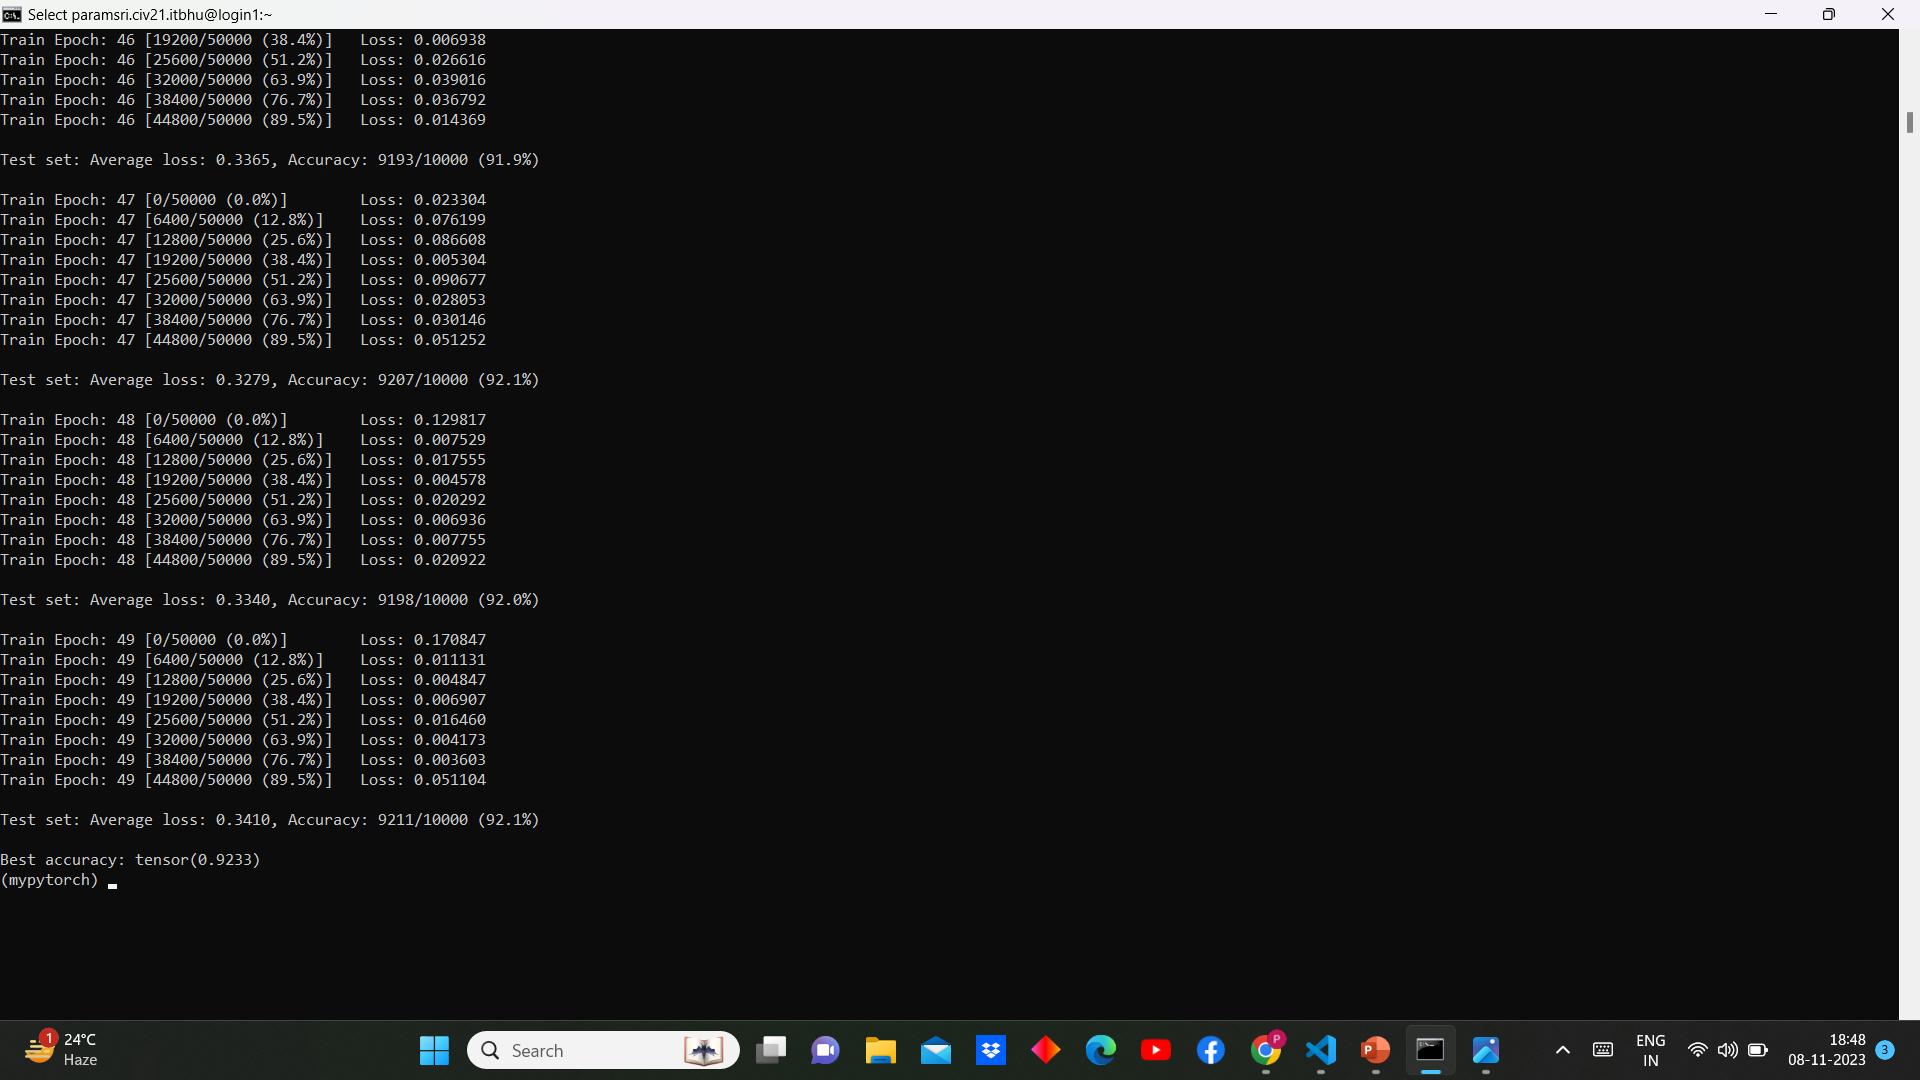 Select paramsri.civ21.itbhu@login1:~
Train Epoch: 46 [19200/50000 (38.4%)]   Loss: 0.006938
Train Epoch: 46 [25600/50000 (51.2%)]   Loss: 0.026616
Train Epoch: 46 [32000/50000 (63.9%)]   Loss: 0.039016
Train Epoch: 46 [38400/50000 (76.7%)]   Loss: 0.036792
Train Epoch: 46 [44800/50000 (89.5%)]   Loss: 0.014369
Test set: Average loss: 0.3365, Accuracy: 9193/10000 (91.9%)
Train Epoch: 47 [0/50000 (0.0%)]        Loss: 0.023304
Train Epoch: 47 [6400/50000 (12.8%)]    Loss: 0.076199
Train Epoch: 47 [12800/50000 (25.6%)]   Loss: 0.086608
Train Epoch: 47 [19200/50000 (38.4%)]   Loss: 0.005304
Train Epoch: 47 [25600/50000 (51.2%)]   Loss: 0.090677
Train Epoch: 47 [32000/50000 (63.9%)]   Loss: 0.028053
Train Epoch: 47 [38400/50000 (76.7%)]   Loss: 0.030146
Train Epoch: 47 [44800/50000 (89.5%)]   Loss: 0.051252
Test set: Average loss: 0.3279, Accuracy: 9207/10000 (92.1%)
Train Epoch: 48 [0/50000 (0.0%)]        Loss: 0.129817
Train Epoch: 48 [6400/50000 (12.8%)]    Loss: 0.007529
Train Epoch: 48 [12800/50000 (25.6%)]   Loss: 0.017555
Train Epoch: 48 [19200/50000 (38.4%)]   Loss: 0.004578
Train Epoch: 48 [25600/50000 (51.2%)]   Loss: 0.020292
Train Epoch: 48 [32000/50000 (63.9%)]   Loss: 0.006936
Train Epoch: 48 [38400/50000 (76.7%)]   Loss: 0.007755
Train Epoch: 48 [44800/50000 (89.5%)]   Loss: 0.020922
Test set: Average loss: 0.3340, Accuracy: 9198/10000 (92.0%)
Train Epoch: 49 [0/50000 (0.0%)]        Loss: 0.170847
Train Epoch: 49 [6400/50000 (12.8%)]    Loss: 0.011131
Train Epoch: 49 [12800/50000 (25.6%)]   Loss: 0.004847
Train Epoch: 49 [19200/50000 (38.4%)]   Loss: 0.006907
Train Epoch: 49 [25600/50000 (51.2%)]   Loss: 0.016460
Train Epoch: 49 [32000/50000 (63.9%)]   Loss: 0.004173
Train Epoch: 49 [38400/50000 (76.7%)]   Loss: 0.003603
Train Epoch: 49 [44800/50000 (89.5%)]   Loss: 0.051104
Test set: Average loss: 0.3410, Accuracy: 9211/10000 (92.1%)
Best accuracy: tensor(0.9233)
(mypytorch)
1
24°C
Haze
Search
P
P
ENG
IN
18:48
08-11-2023
3